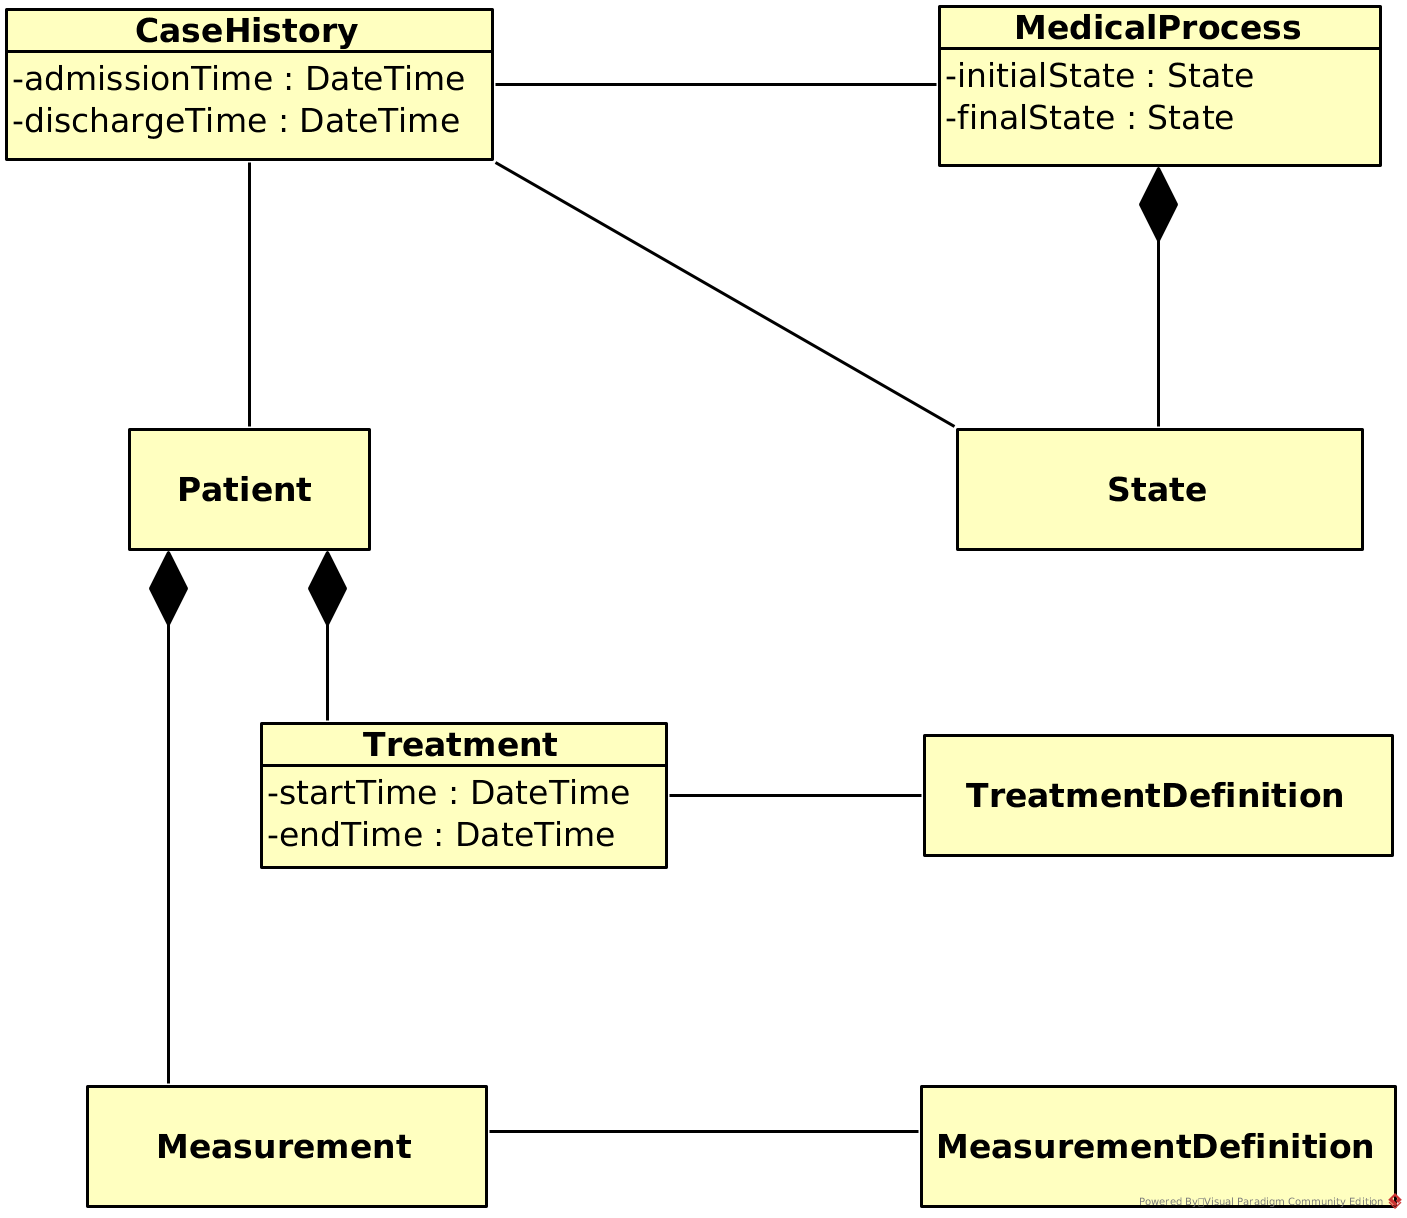 CaseHistory
-admissionTime : DateTime
-dischargeTime : DateTime
MedicalProcess
-initialState : State
-finalState : State
Patient
State
Treatment
-startTime : DateTime
-endTime : DateTime
TreatmentDefinition
Measurement
MeasurementDefinition
Powered By Visual Paradigm Community Edition